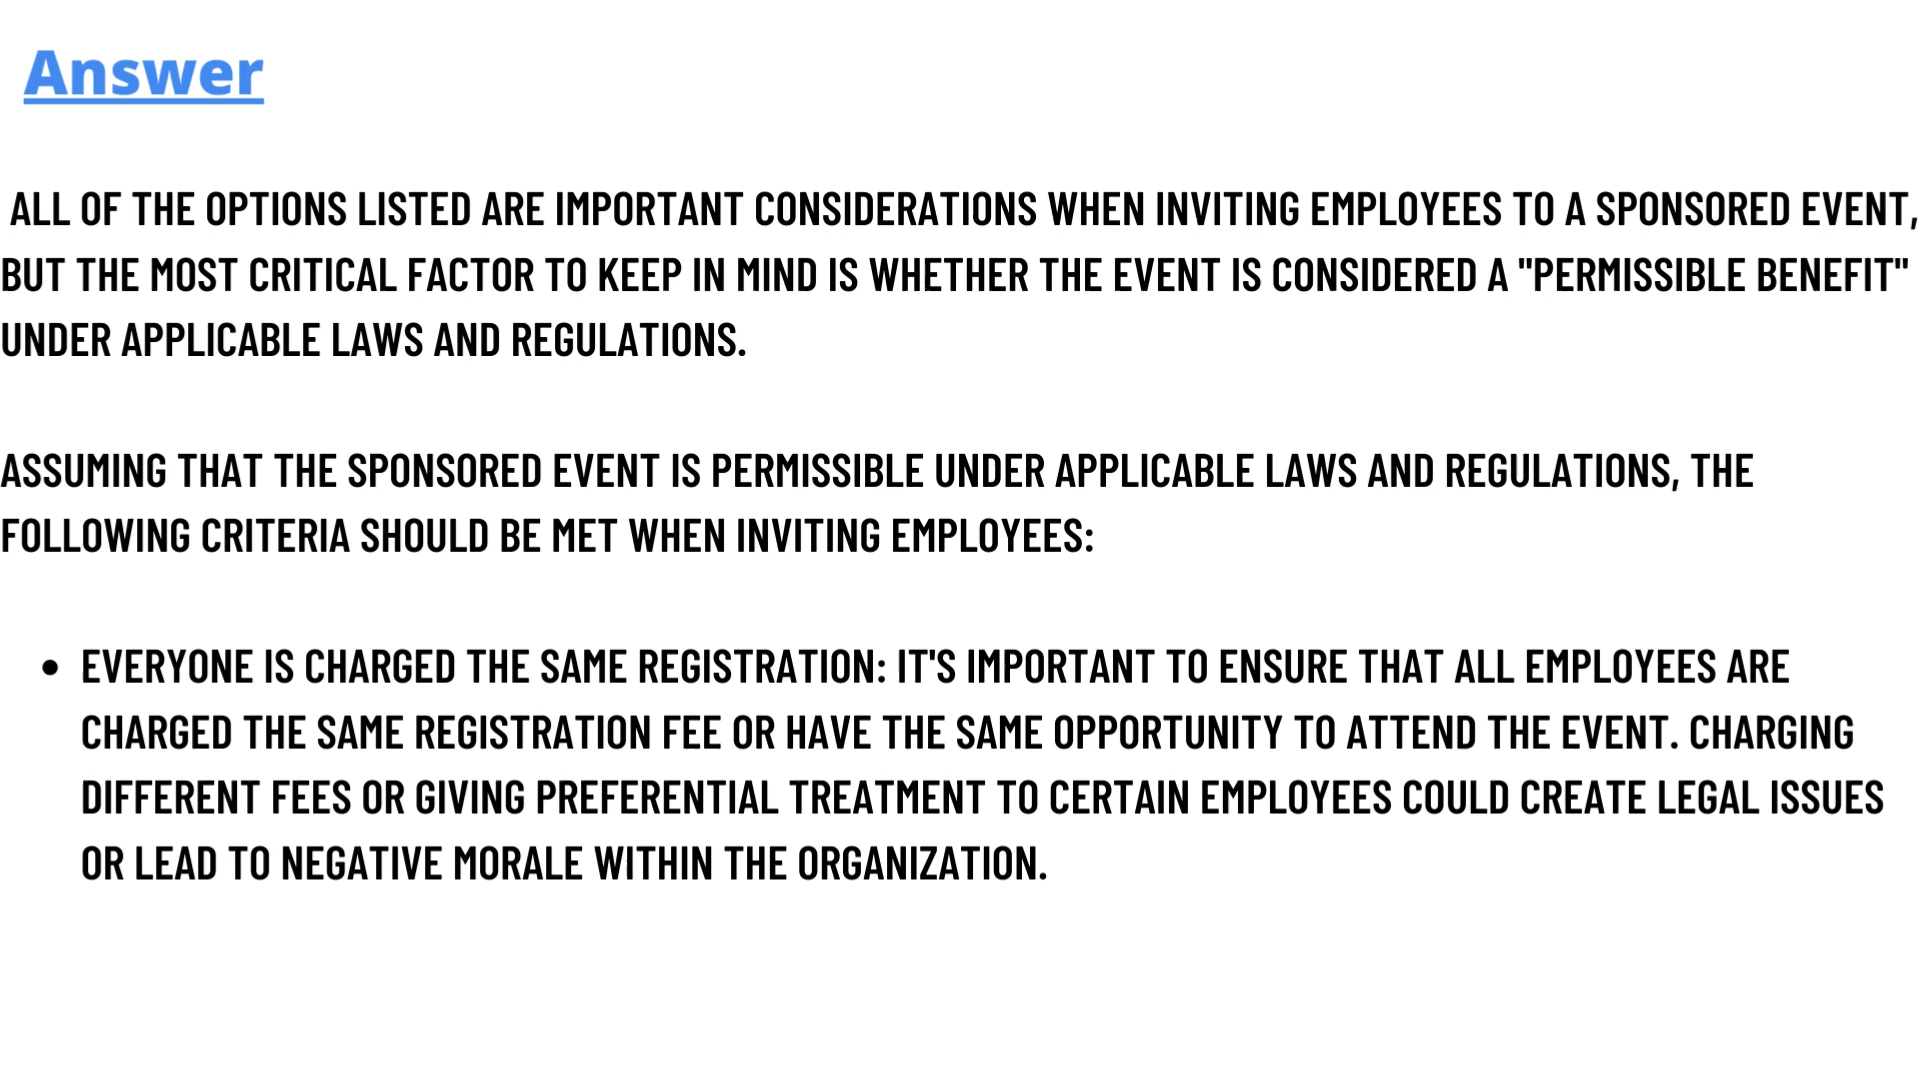 Answer
ALL OF THE OPTIONS LISTED ARE IMPORTANT CONSIDERATIONS WHEN INVITING EMPLOYEES TO A SPONSORED EVENT,
BUT THE MOST CRITICAL FACTOR TO KEEP IN MIND IS WHETHER THE EVENT IS CONSIDERED A "PERMISSIBLE BENEFIT"
UNDER APPLICABLE LAWS AND REGULATIONS.
ASSUMING THAT THE SPONSORED EVENT IS PERMISSIBLE UNDER APPLICABLE LAWS AND REGULATIONS, THE
FOLLOWING CRITERIA SHOULD BE MET WHEN INVITING EMPLOYEES:
• EVERYONE IS CHARGED THE SAME REGISTRATION: IT'S IMPORTANT TO ENSURE THAT ALL EMPLOYEES ARE
CHARGED THE SAME REGISTRATION FEE OR HAVE THE SAME OPPORTUNITY TO ATTEND THE EVENT. CHARGING
DIFFERENT FEES OR GIVING PREFERENTIAL TREATMENT TO CERTAIN EMPLOYEES COULD CREATE LEGAL ISSUES
OR LEAD TO NEGATIVE MORALE WITHIN THE ORGANIZATION.